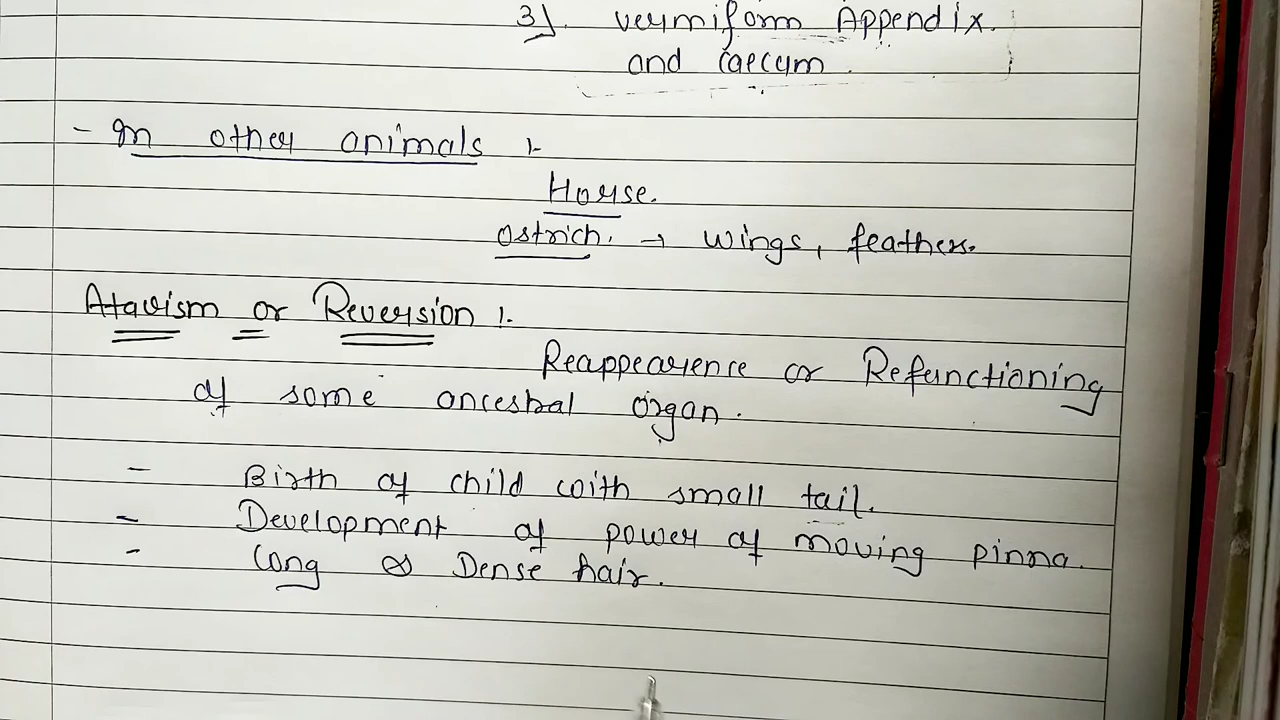 3). Vermiform Appendix.
and Caecum.
- In other animals :-
Horse.
Ostrich. → wings, feathers.
Atavism or Reversion :-
Reappearence or Refunctioning
of some ancestral organ.
- Birth of child with small tail.
- Development of power of moving pinna.
- Long & Dense hair.